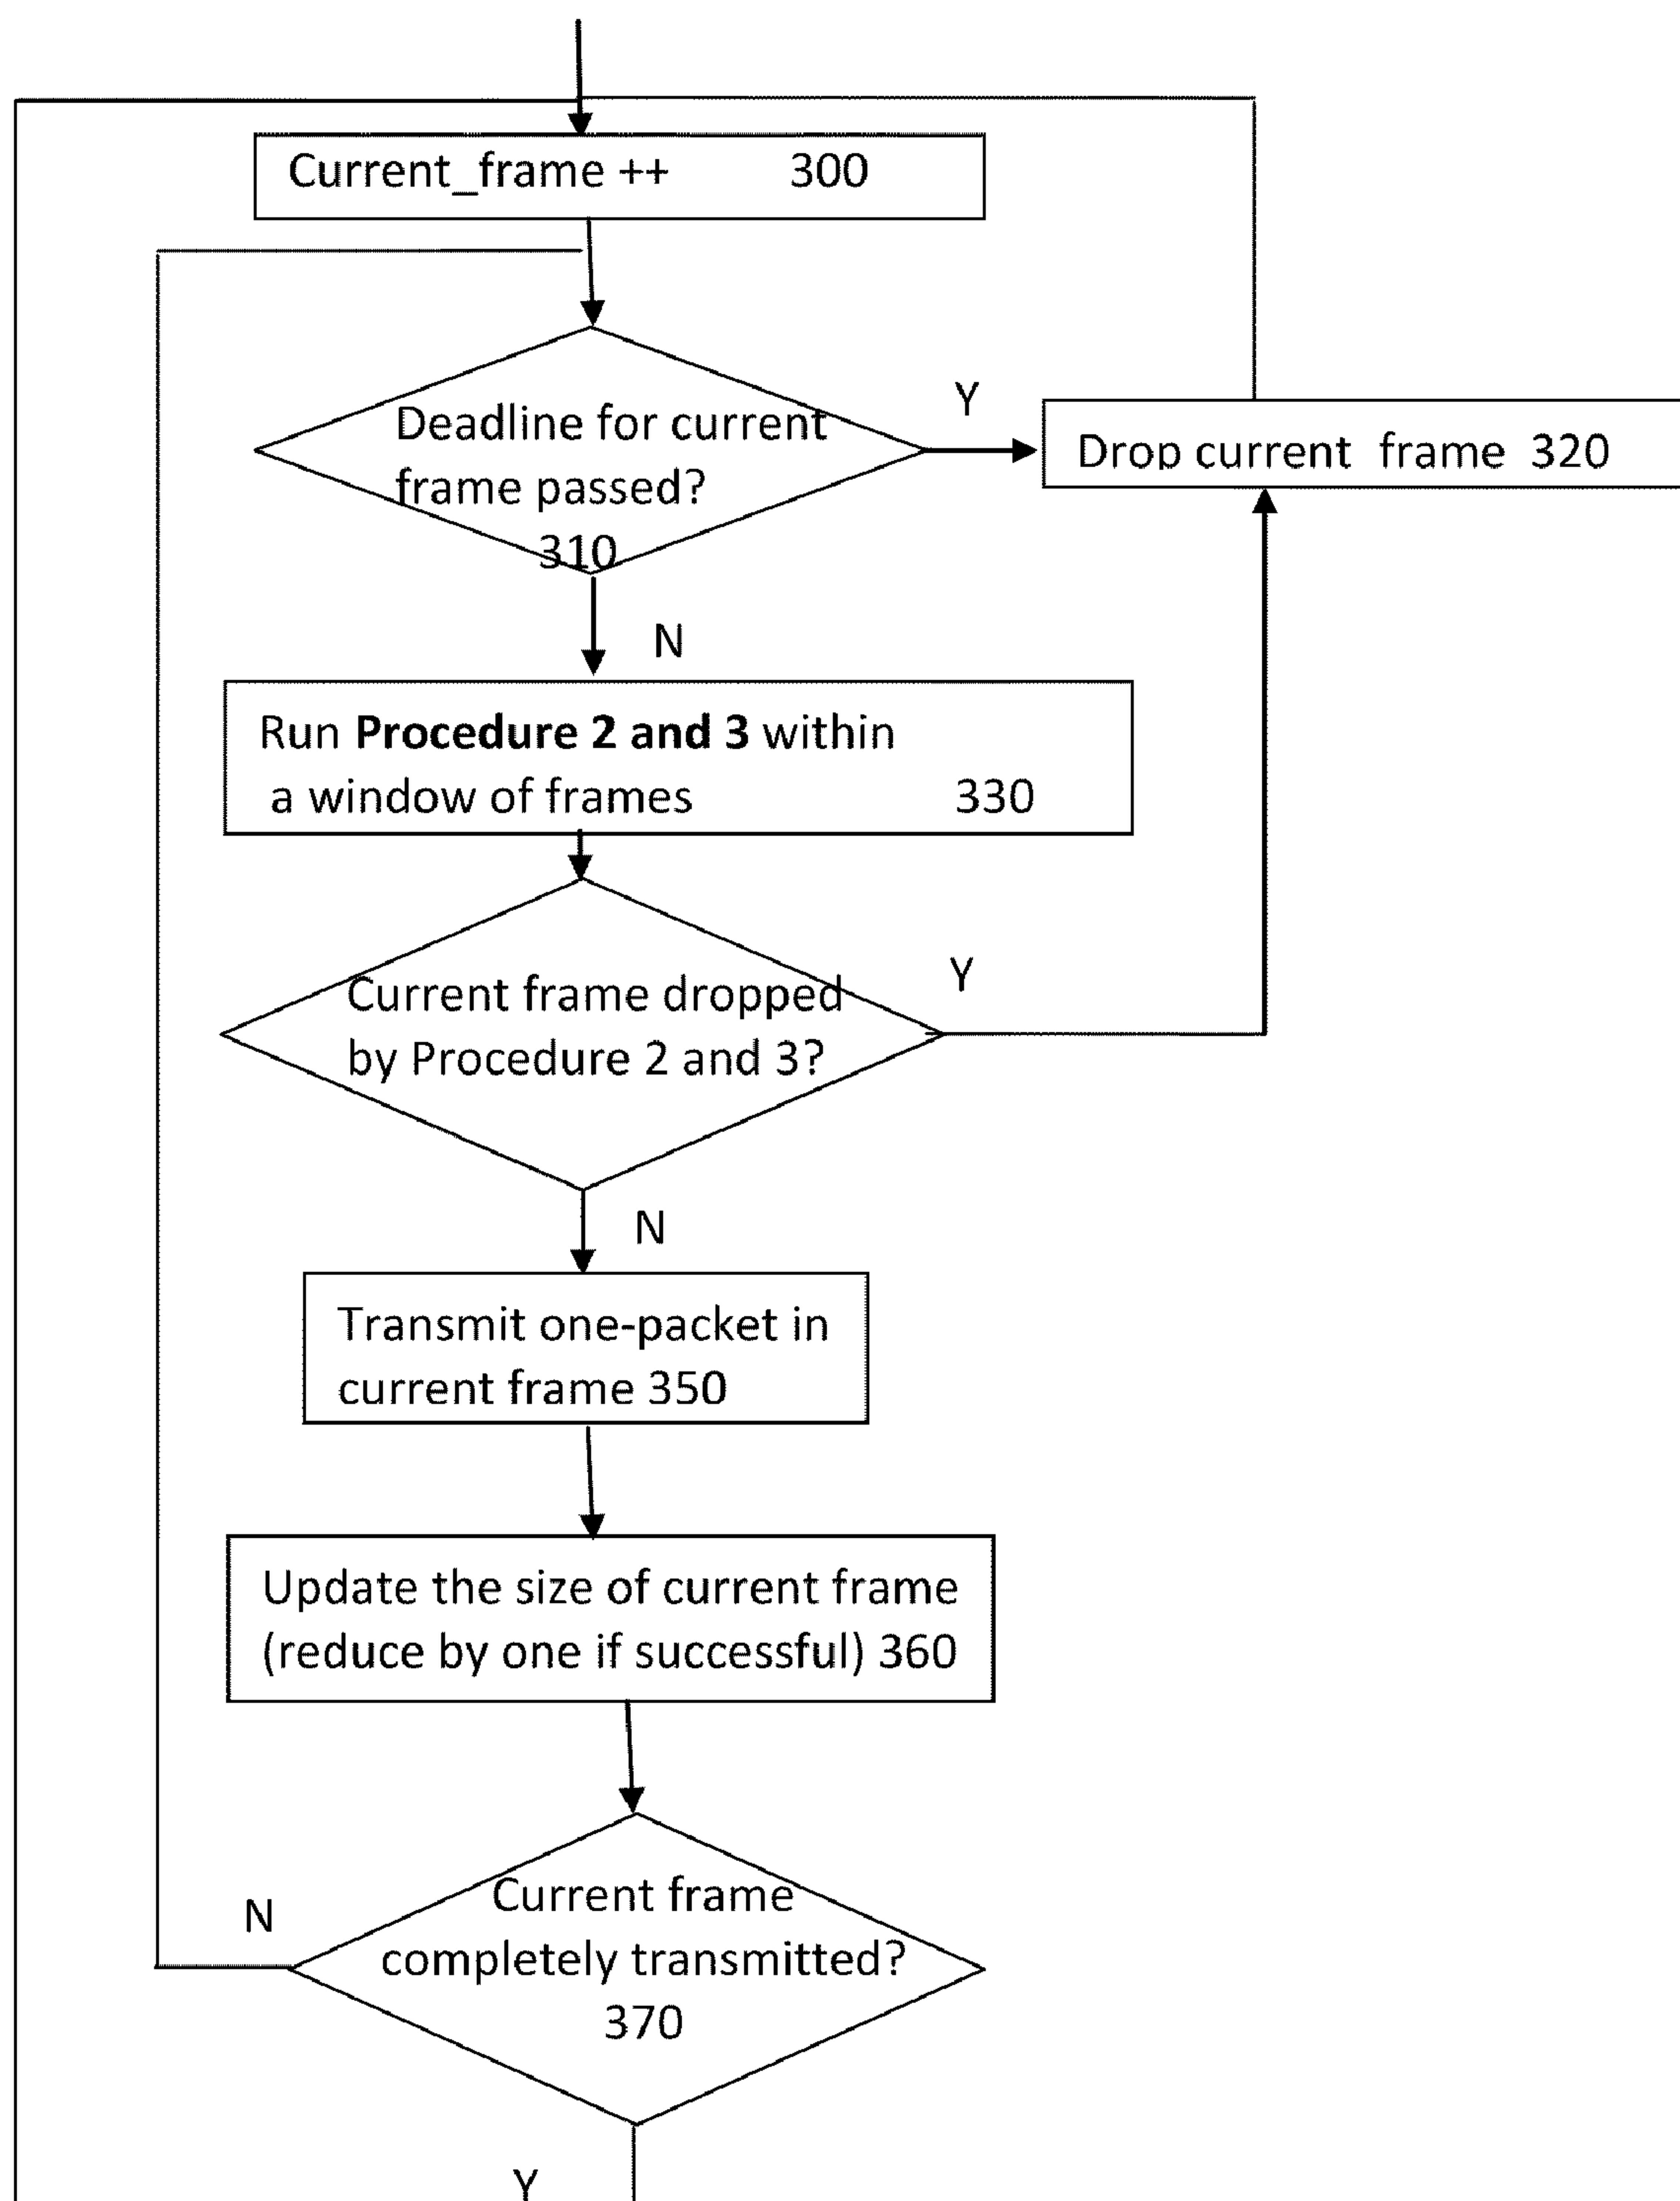 Current_frame ++ 300
Deadline for current
frame passed?
310
Y
Drop current frame 320
N
Run Procedure 2 and 3 within
a window of frames 330
Current frame dropped
by Procedure 2 and 3?
Y
N
Transmit one-packet in
current frame 350
Update the size of current frame
(reduce by one if successful) 360
Current frame
completely transmitted?
370
N
Y